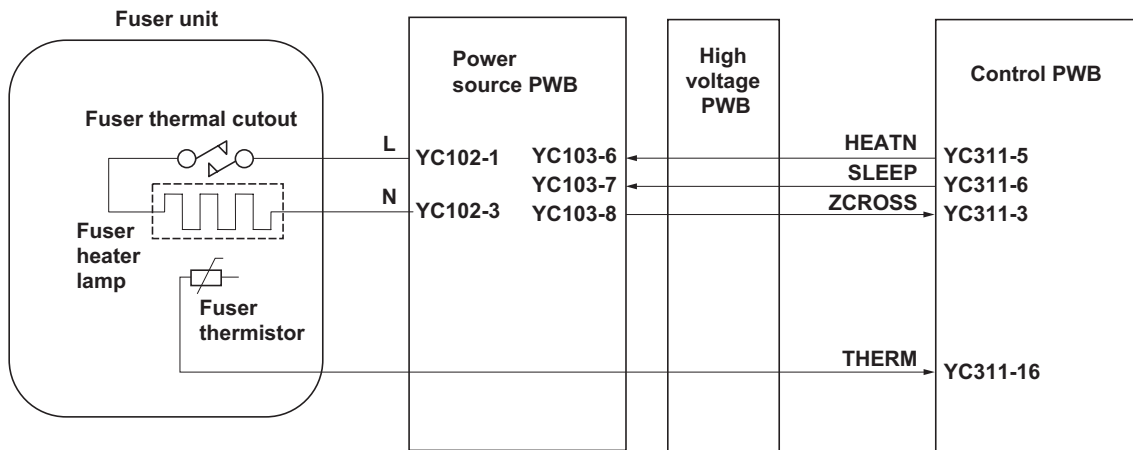 Fuser unit
Power
source PWB
High
voltage
PWB
Control PWB
Fuser thermal cutout
L
YC102-1
N
YC102-3
YC103-6
YC103-7
YC103-8
HEATN
SLEEP
ZCROSS
YC311-5
YC311-6
YC311-3
Fuser
heater
lamp
Fuser
thermistor
THERM
YC311-16